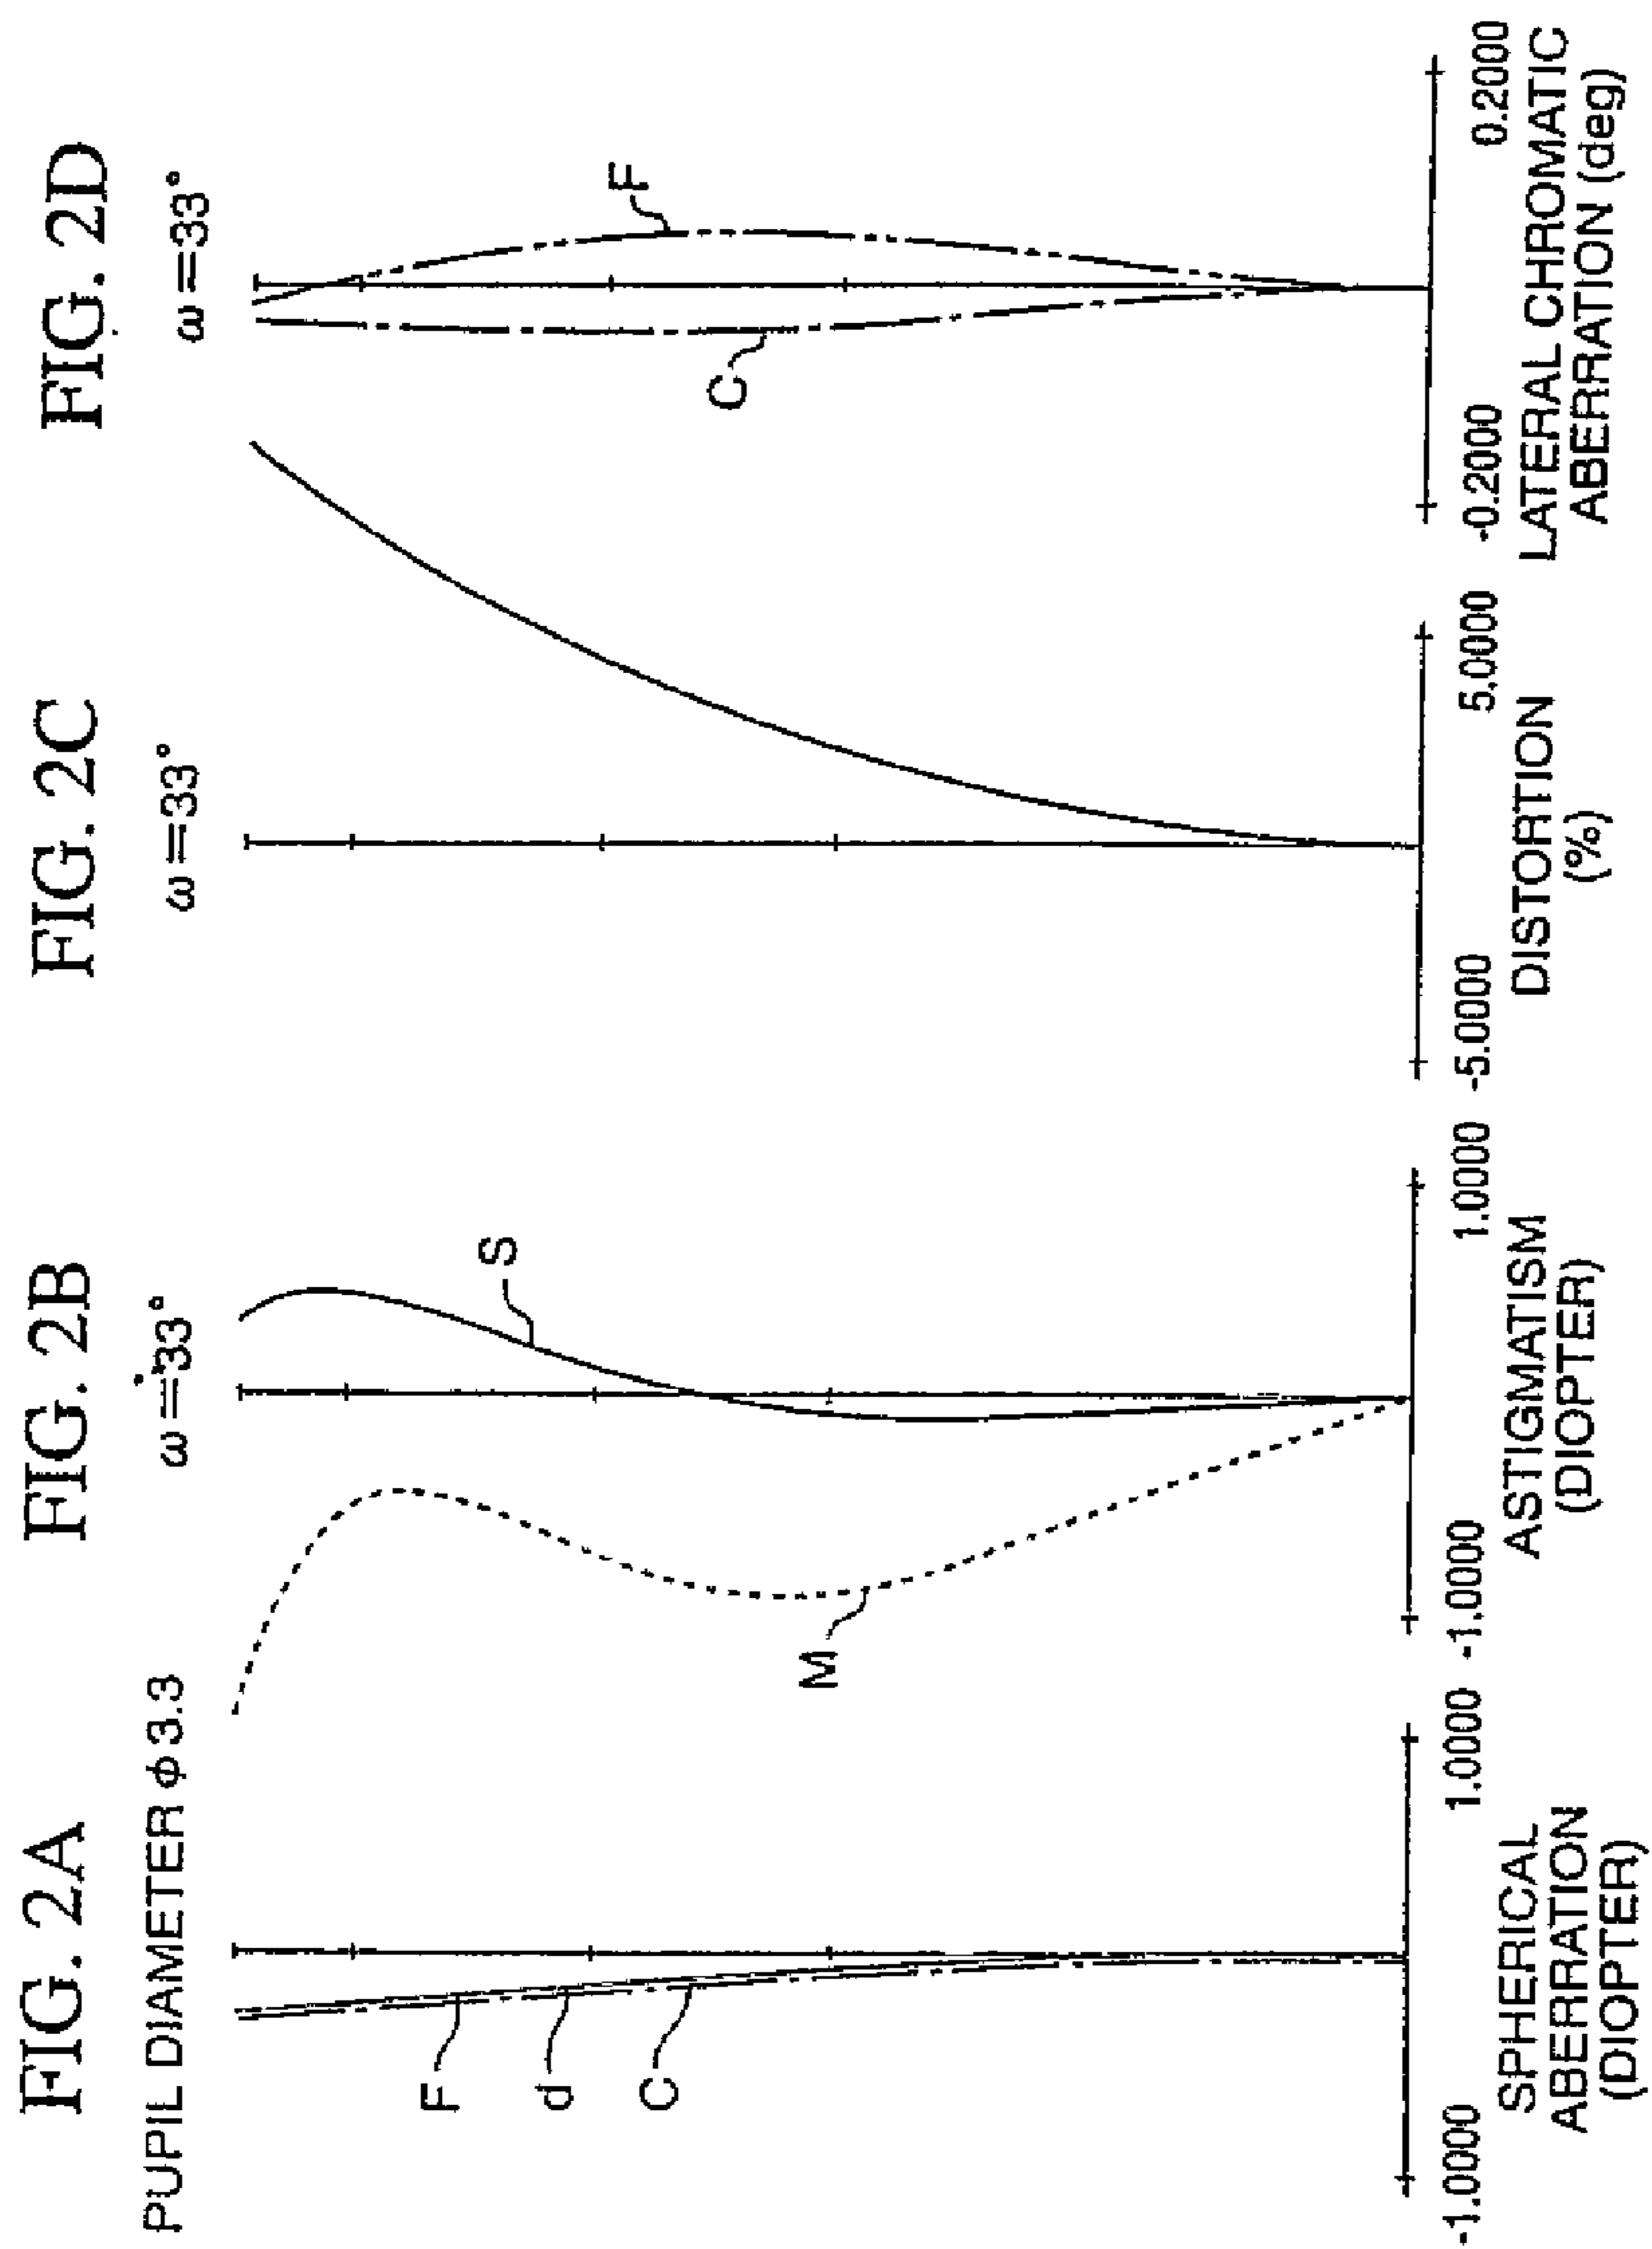 FIG. 2A
PUPIL DIAMETER φ3.3
F
d
C
-1.0000
1.0000
SPHERICAL
ABERRATION
(DIOPTER)
FIG. 2B
ω=33°
S
M
-1.0000
1.0000
ASTIGMATISM
(DIOPTER)
FIG. 2C
ω=33°
-5.0000
5.0000
DISTORTION
(%)
FIG. 2D
ω=33°
F
C
-0.2000
0.2000
LATERAL CHROMATIC
ABERRATION (deg)